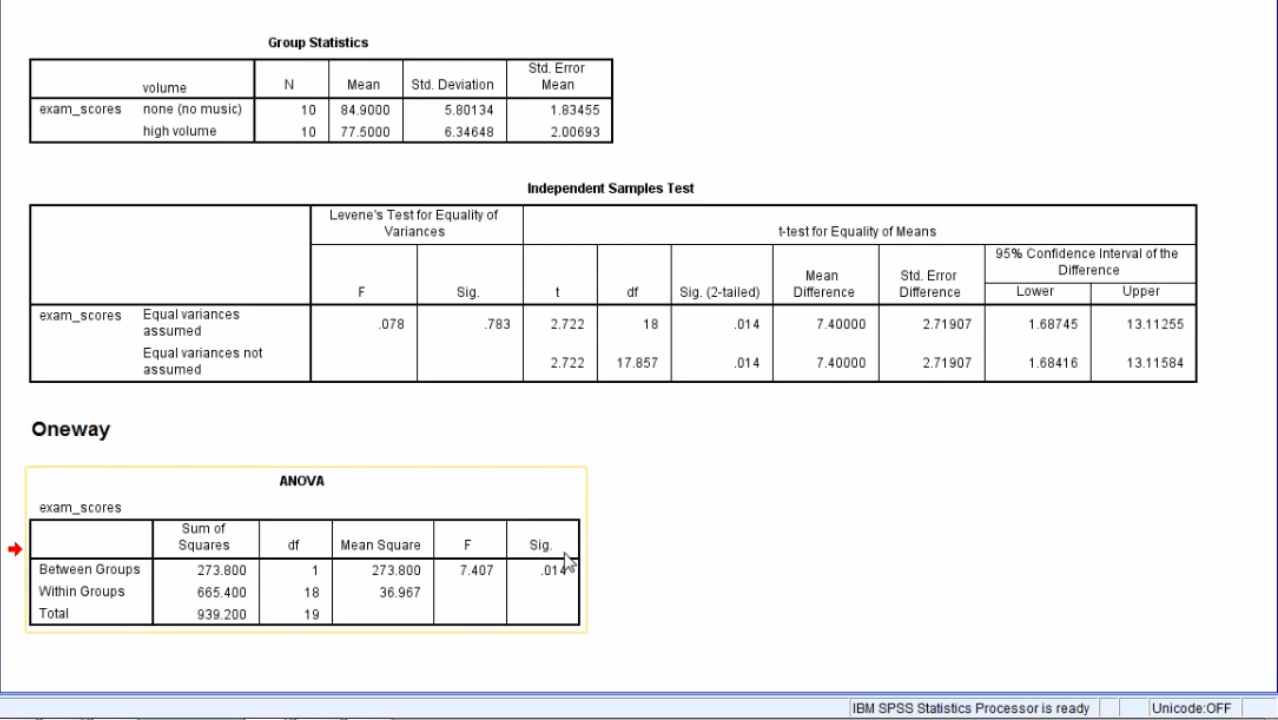 Group Statistics
volume N Mean Std. Deviation Std. Error Mean
exam_scores none (no music) 10 84.9000 5.80134 1.83455
high volume 10 77.5000 6.34648 2.00693
Independent Samples Test
Levene's Test for Equality of Variances t-test for Equality of Means
95% Confidence Interval of the Difference
F Sig. t df Sig. (2-tailed) Mean Difference Std. Error Difference Lower Upper
exam_scores Equal variances assumed .078 .783 2.722 18 .014 7.40000 2.71907 1.68745 13.11255
Equal variances not assumed 2.722 17.857 .014 7.40000 2.71907 1.68416 13.11584
Oneway
ANOVA
exam_scores
Sum of Squares df Mean Square F Sig.
Between Groups 273.800 1 273.800 7.407 .014
Within Groups 665.400 18 36.967
Total 939.200 19
IBM SPSS Statistics Processor is ready Unicode:OFF